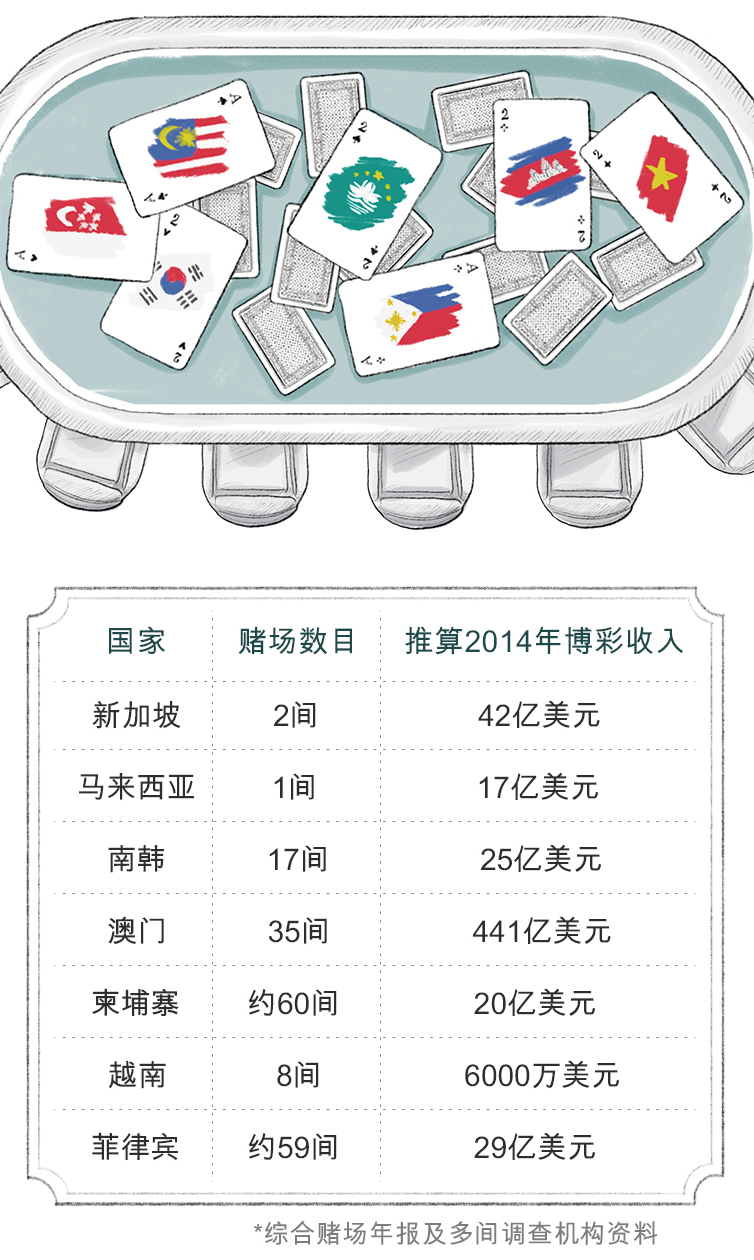 A
A
2
2
2
2
2
2
A
A
2
2
A
A
国家 赌场数目 推算2014年博彩收入
新加坡 2间 42亿美元
马来西亚 1间 17亿美元
南韩 17间 25亿美元
澳门 35间 441亿美元
柬埔寨 约60间 20亿美元
越南 8间 6000万美元
菲律宾 约59间 29亿美元
*综合赌场年报及多间调查机构资料